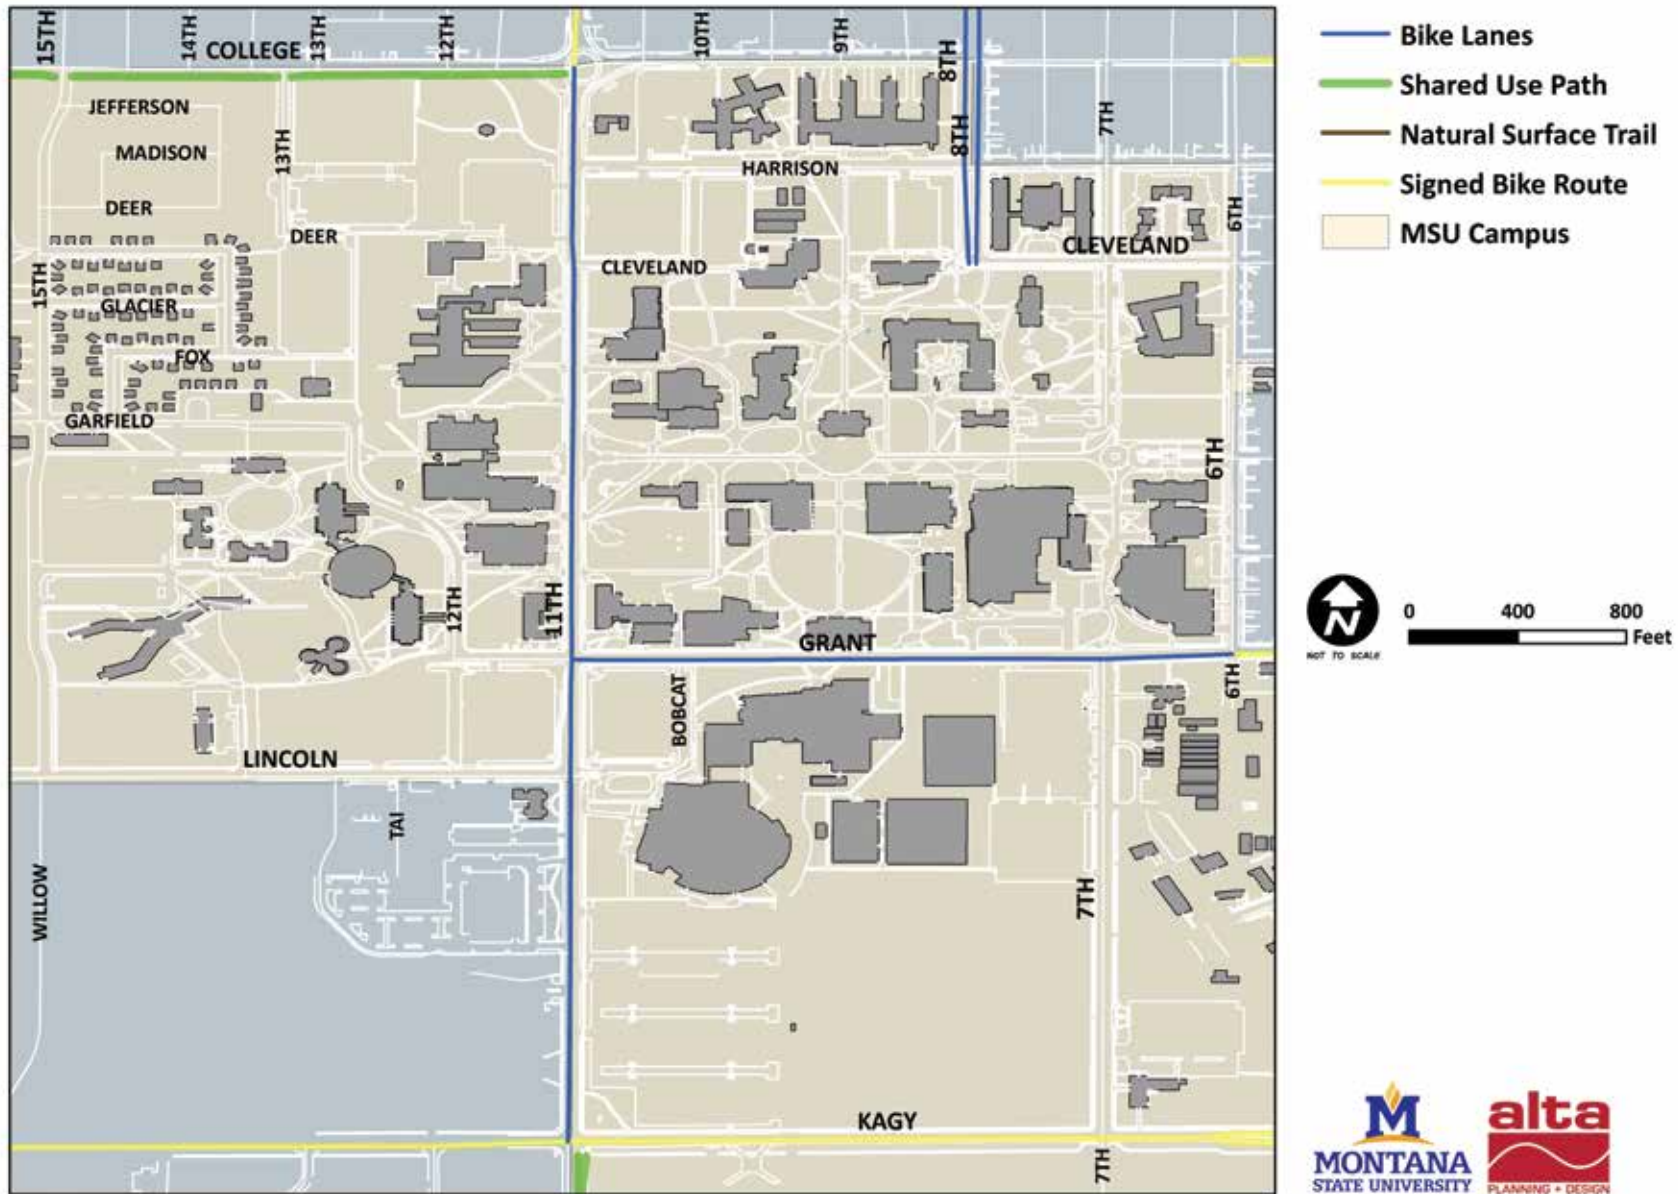 15TH
14TH
13TH
12TH
10TH
9TH
8TH
COLLEGE
JEFFERSON
MADISON
13TH
8TH
7TH
HARRISON
DEER
DEER
6TH
CLEVELAND
CLEVELAND
15TH
GLACIER
FOX
GARFIELD
6TH
12TH
11TH
GRANT
BOBCAT
6TH
LINCOLN
TAI
WILLOW
7TH
KAGY
7TH
Bike Lanes
Shared Use Path
Natural Surface Trail
Signed Bike Route
MSU Campus
N
NOT TO SCALE
0 400 800
Feet
M
MONTANA
STATE UNIVERSITY
alta
PLANNING + DESIGN